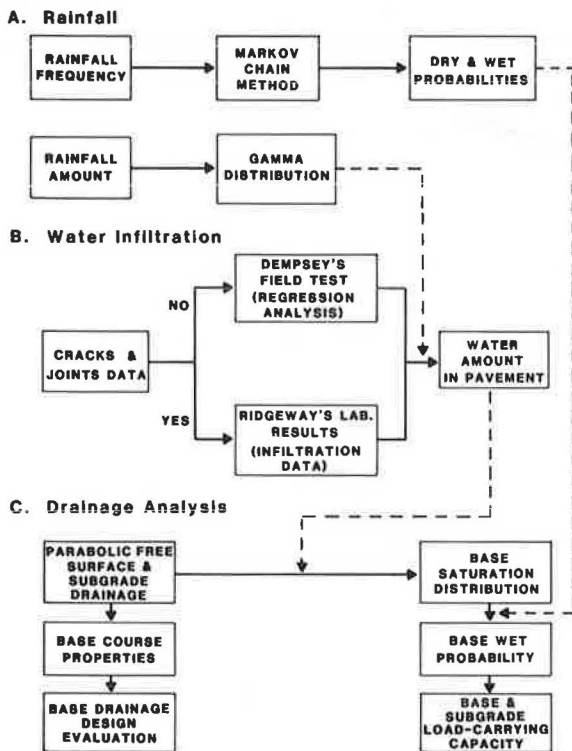 A. Rainfall
RAINFALL
FREQUENCY
MARKOV
CHAIN
METHOD
DRY & WET
PROBABILITIES
RAINFALL
AMOUNT
GAMMA
DISTRIBUTION
B. Water Infiltration
DEMPSEY'S
FIELD TEST
(REGRESSION
ANALYSIS)
NO
CRACKS &
JOINTS DATA
WATER
AMOUNT
IN PAVEMENT
YES
RIDGEWAY'S LAB.
RESULTS
(INFILTRATION
DATA)
C. Drainage Analysis
PARABOLIC FREE
SURFACE &
SUBGRADE
DRAINAGE
BASE
SATURATION
DISTRIBUTION
BASE COURSE
PROPERTIES
BASE WET
PROBABILITY
BASE DRAINAGE
DESIGN
EVALUATION
BASE &
SUBGRADE
LOAD-CARRYING
CAPACITY